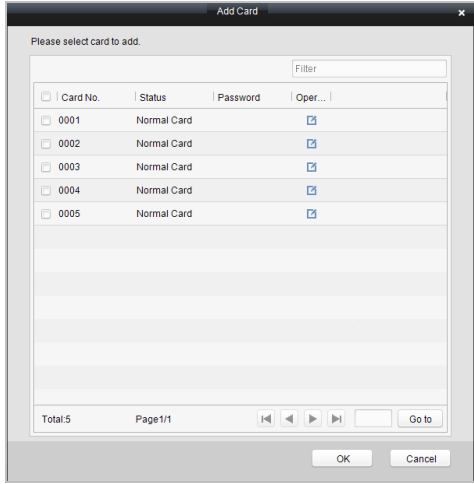 Add Card
Please select card to add.
Filter
Card No. Status Password Oper...
0001 Normal Card
0002 Normal Card
0003 Normal Card
0004 Normal Card
0005 Normal Card
Total:5 Page1/1 Go to
OK Cancel